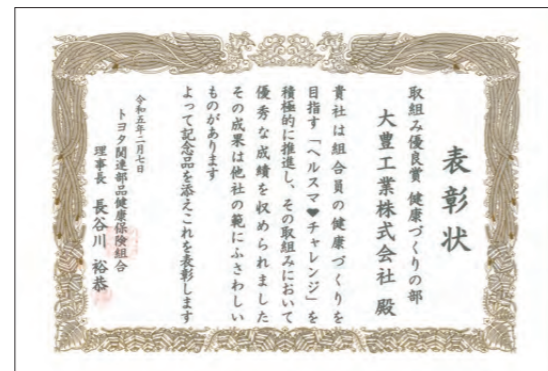 表彰状
取組み優良賞 健康づくりの部
大豊工業株式会社 殿
貴社は組合員の健康づくりを
目指す「ヘルスマ♥チャレンジ」を
積極的に推進し、その取組みにおいて
優秀な成績を収められました
その成果は他社の範にふさわしい
ものがあります
よって記念品を添えこれを表彰します
令和五年二月七日
トヨタ関連部品健康保険組合
理事長 長谷川 裕恭